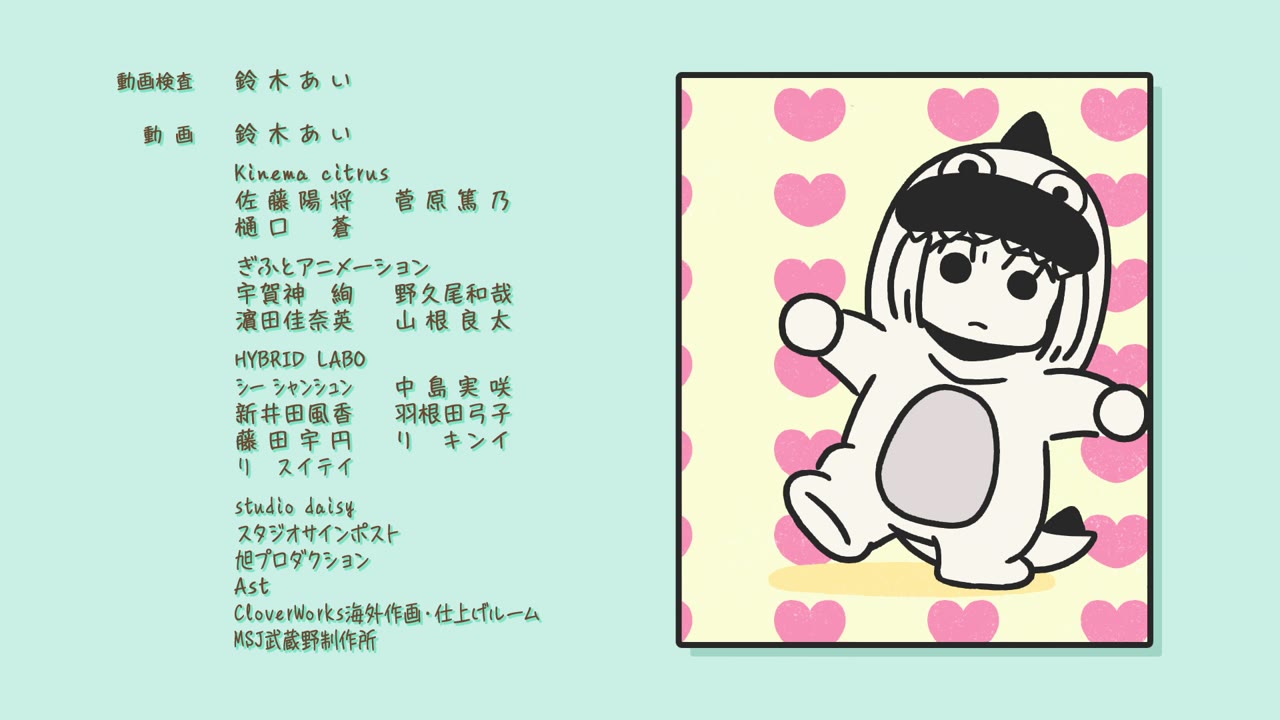 動画検査 鈴木あい
動画 鈴木あい
Kinema citrus
佐藤陽将 菅原篤乃
樋口 蒼
ぎふとアニメーション
宇賀神 絢 野久尾和哉
濵田佳奈英 山根良太
HYBRID LABO
シー シャンシュン 中島実咲
新井田風香 羽根田弓子
藤田宇円 リ キンイ
リ スイテイ
studio daisy
スタジオサインポスト
旭プロダクション
Ast
CloverWorks海外作画・仕上げルーム
MSJ武蔵野制作所